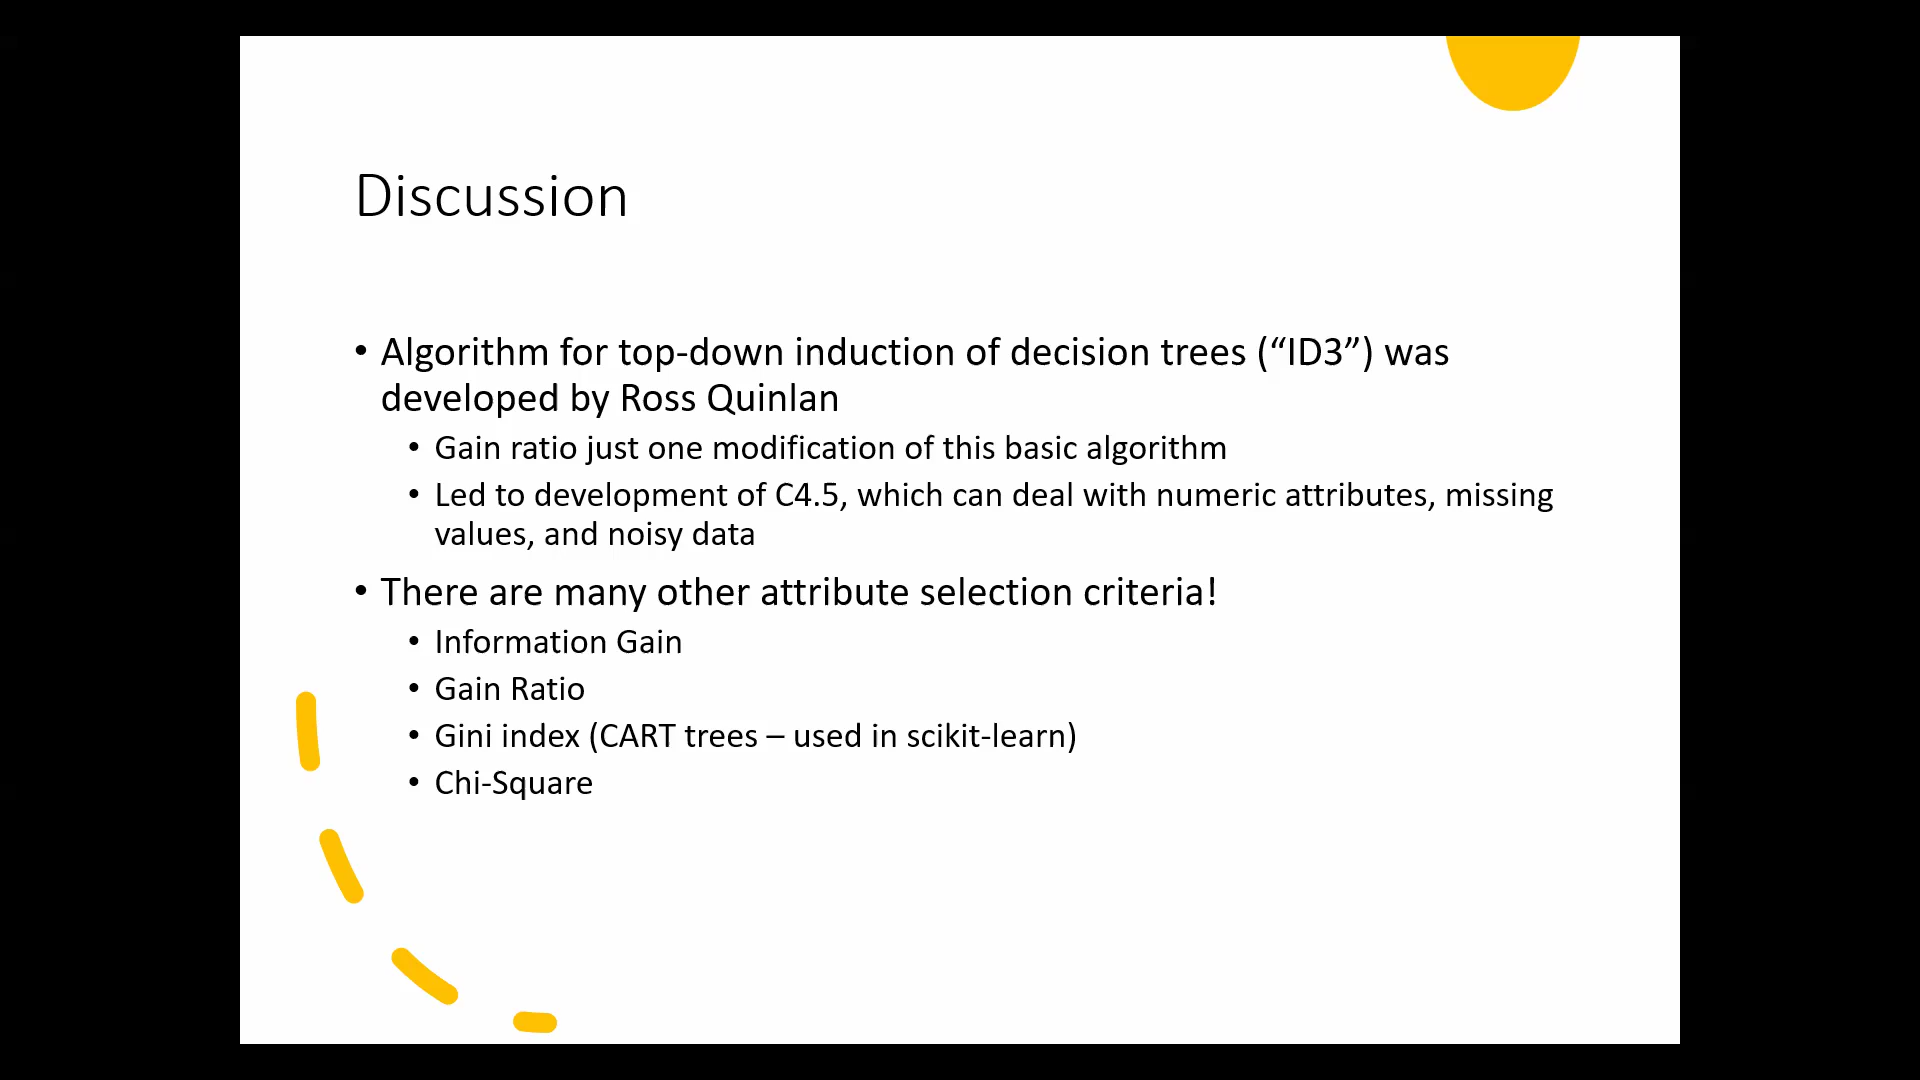 Discussion
• Algorithm for top-down induction of decision trees (“ID3”) was
developed by Ross Quinlan
• Gain ratio just one modification of this basic algorithm
• Led to development of C4.5, which can deal with numeric attributes, missing
values, and noisy data
• There are many other attribute selection criteria!
• Information Gain
• Gain Ratio
• Gini index (CART trees – used in scikit-learn)
• Chi-Square